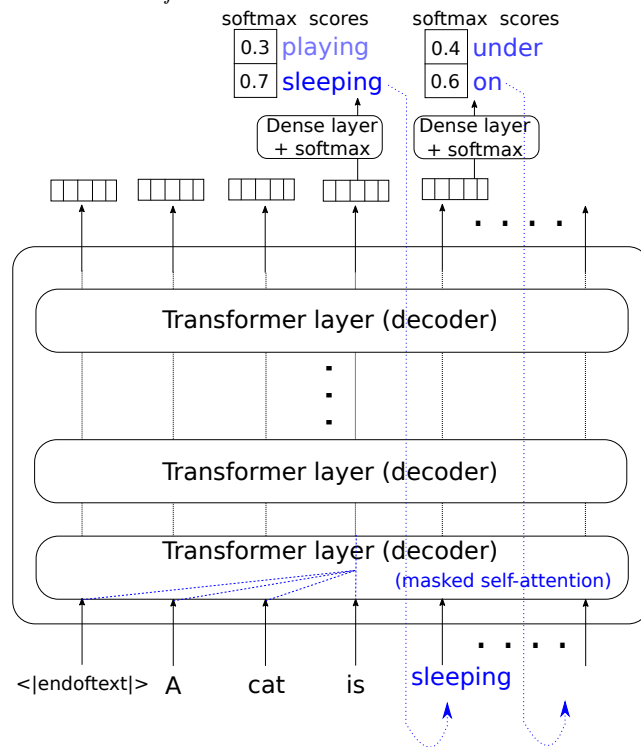 softmax scores
softmax scores
0.3 playing
0.4 under
0.7 sleeping
0.6 on
Dense layer
+ softmax
Dense layer
+ softmax
Transformer layer (decoder)
Transformer layer (decoder)
Transformer layer (decoder)
(masked self-attention)
<|endoftext|> A cat is sleeping